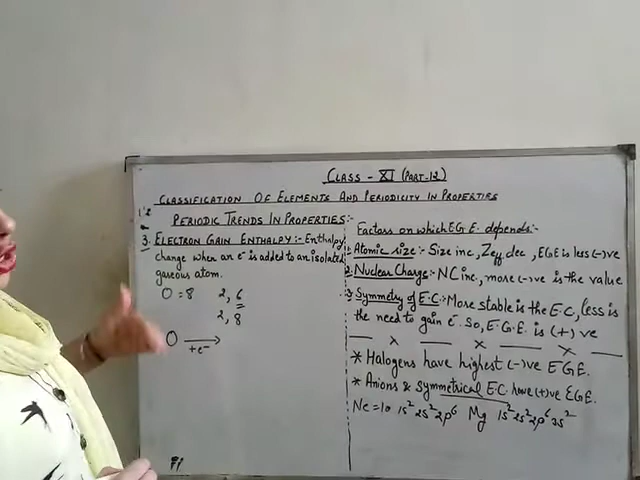 CLASS - XI (PART-12)
CLASSIFICATION OF ELEMENTS AND PERIODICITY IN PROPERTIES
PERIODIC TRENDS IN PROPERTIES:-
3. ELECTRON GAIN ENTHALPY:- Enthalpy
change when an e⁻ is added to an isolated
gaseous atom.
O = 8 2, 6
2, 8
O ⟶ +e⁻
Factors on which E.G.E. depends:-
1. Atomic size:- Size inc, Zeff dec, EGE is less (-)ve
2. Nuclear Charge:- NC inc., more (-)ve is the value
3. Symmetry of E.C:- More stable is the E.C, less is
the need to gain e⁻. So, E.G.E. is (+)ve
— x — x — x —
* Halogens have highest (-)ve EGE.
* Anions & symmetrical E.C. have (+)ve EGE.
Ne = 10 1s² 2s² 2p⁶ Mg 1s² 2s² 2p⁶ 3s²